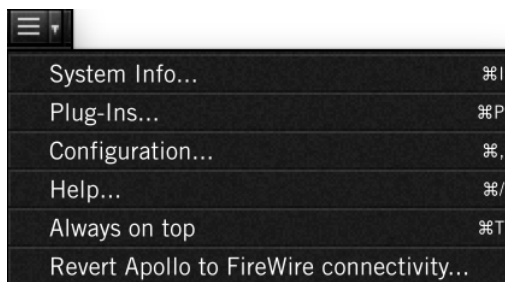 System Info... ⌘I
Plug-Ins... ⌘P
Configuration... ⌘,
Help... ⌘/
Always on top ⌘T
Revert Apollo to FireWire connectivity...